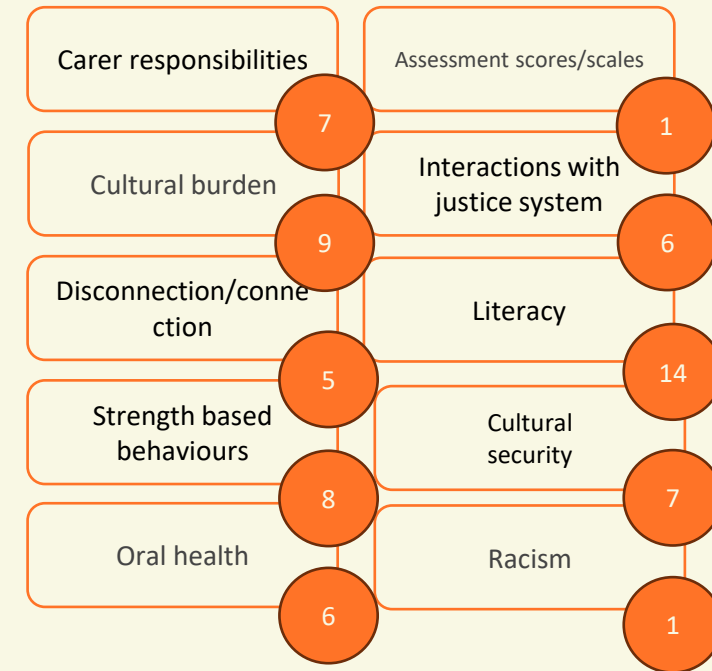 Carer responsibilities
7
Assessment scores/scales
1
Cultural burden
9
Interactions with
justice system
6
Disconnection/conne
ction
5
Literacy
14
Strength based
behaviours
8
Cultural
security
7
Oral health
6
Racism
1